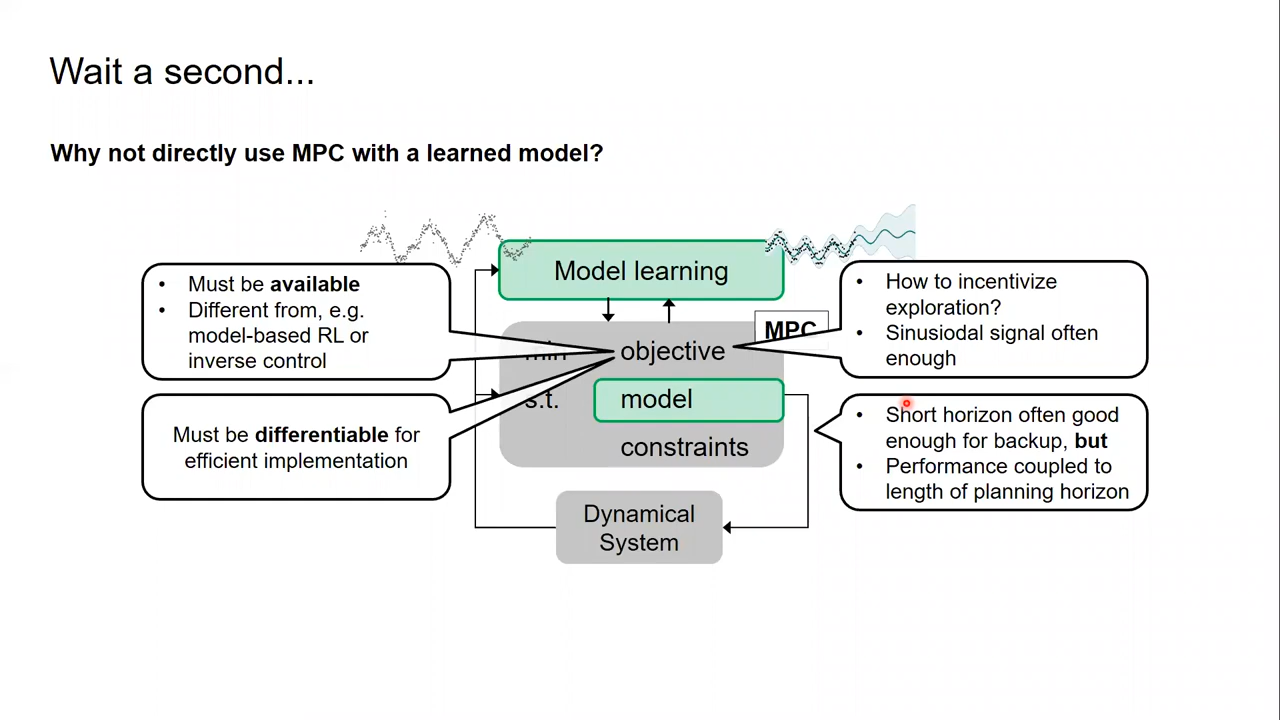 Wait a second...
Why not directly use MPC with a learned model?
Model learning
• Must be available
• Different from, e.g.
model-based RL or
inverse control
Must be differentiable for
efficient implementation
MPC
min objective
s.t. model
constraints
Dynamical
System
• How to incentivize
exploration?
• Sinusiodal signal often
enough
• Short horizon often good
enough for backup, but
• Performance coupled to
length of planning horizon